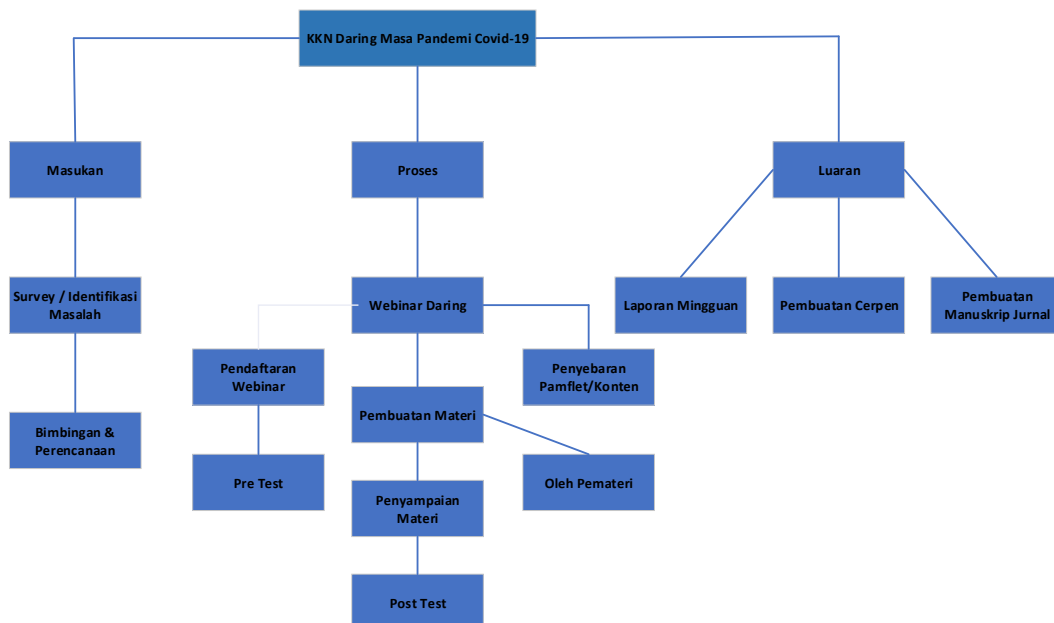 KKN Daring Masa Pandemi Covid-19
Masukan
Proses
Luaran
Survey / Identifikasi
Masalah
Webinar Daring
Laporan Mingguan
Pembuatan Cerpen
Pembuatan
Manuskrip Jurnal
Pendaftaran
Webinar
Penyebaran
Pamflet/Konten
Pembuatan Materi
Bimbingan &
Perencanaan
Pre Test
Oleh Pemateri
Penyampaian
Materi
Post Test